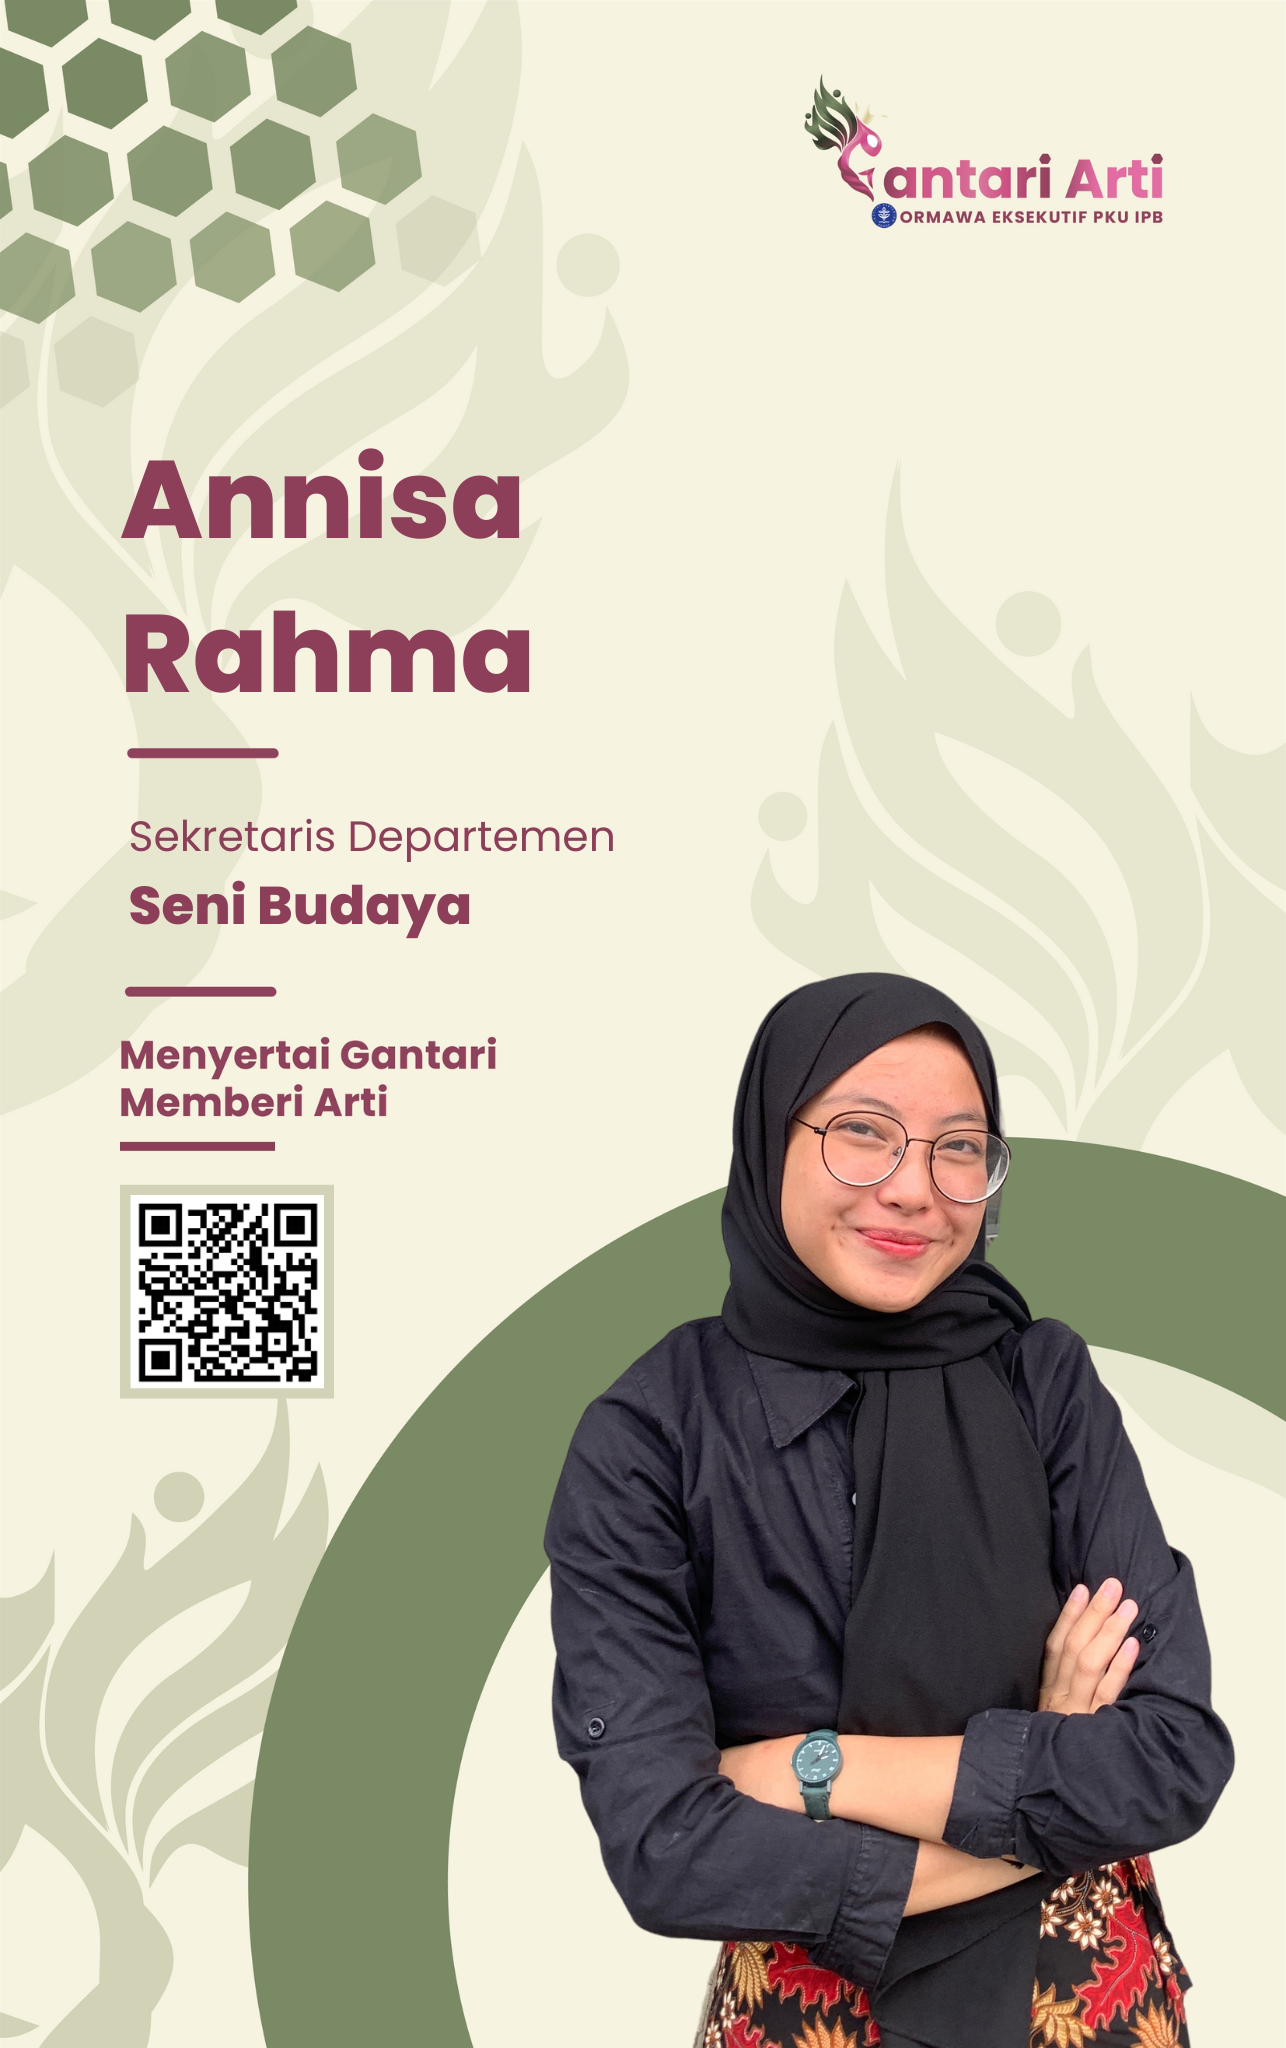 Gantari Arti
ORMAWA EKSEKUTIF PKU IPB
Annisa
Rahma
Sekretaris Departemen
Seni Budaya
Menyertai Gantari
Memberi Arti